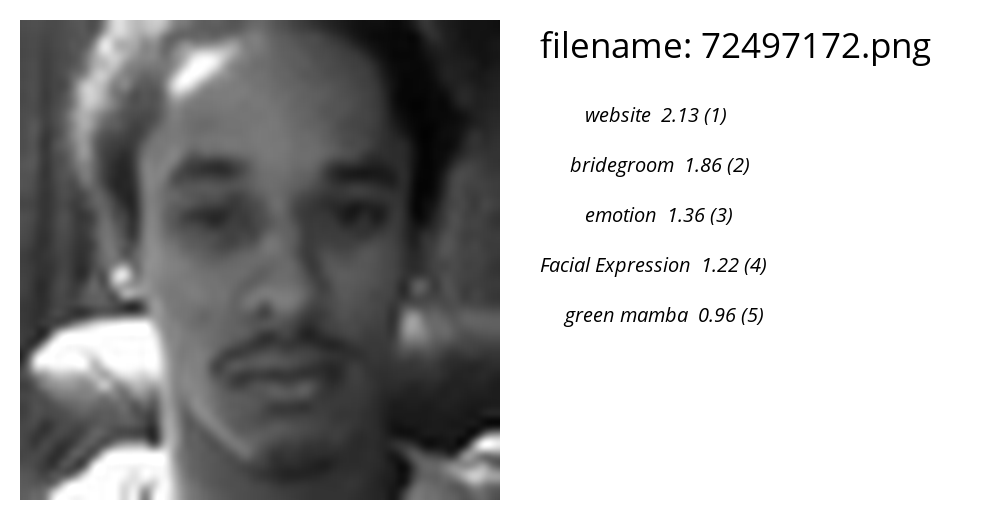 filename: 72497172.png
website 2.13 (1)
bridegroom 1.86 (2)
emotion 1.36 (3)
Facial Expression 1.22 (4)
green mamba 0.96 (5)